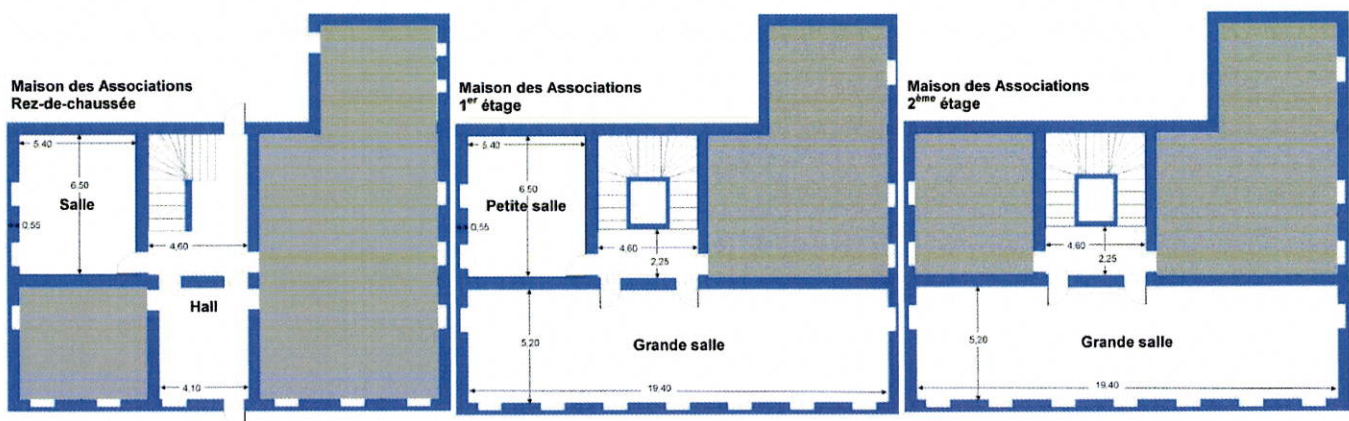 Maison des Associations
Rez-de-chaussée
5.40
6.50
Salle
0,55
4,60
Hall
4,10
Maison des Associations
1er étage
5,40
6,50
Petite salle
0,55
4,60
2,25
5,20
Grande salle
19,40
Maison des Associations
2ème étage
4,60
2,25
5,20
Grande salle
19,40